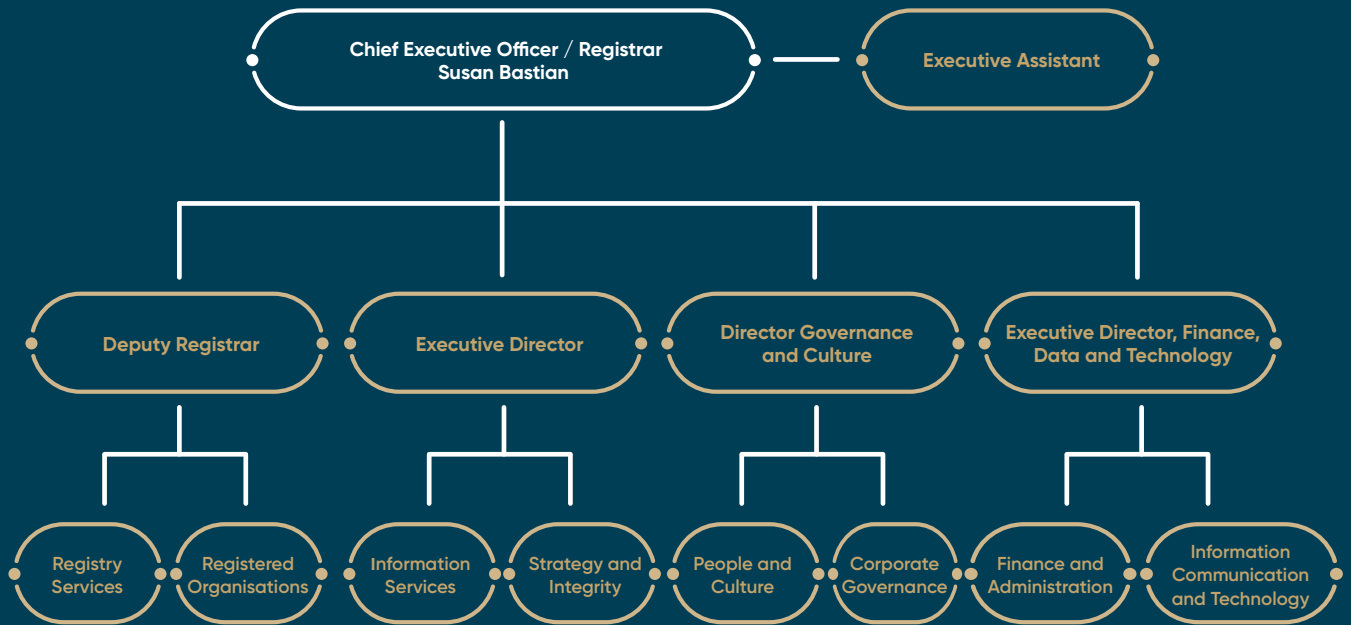 Chief Executive Officer / Registrar
Susan Bastian
Executive Assistant
Deputy Registrar
Executive Director
Director Governance
and Culture
Executive Director, Finance,
Data and Technology
Registry
Services
Registered
Organisations
Information
Services
Strategy and
Integrity
People and
Culture
Corporate
Governance
Finance and
Administration
Information
Communication
and Technology